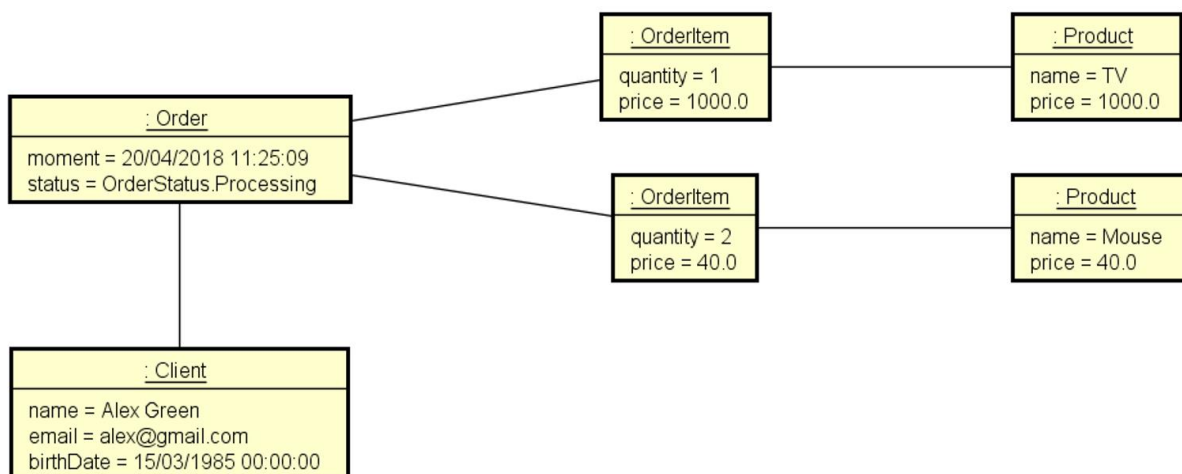 : OrderItem
quantity = 1
price = 1000.0
: Product
name = TV
price = 1000.0
: Order
moment = 20/04/2018 11:25:09
status = OrderStatus.Processing
: OrderItem
quantity = 2
price = 40.0
: Product
name = Mouse
price = 40.0
: Client
name = Alex Green
email = alex@gmail.com
birthDate = 15/03/1985 00:00:00